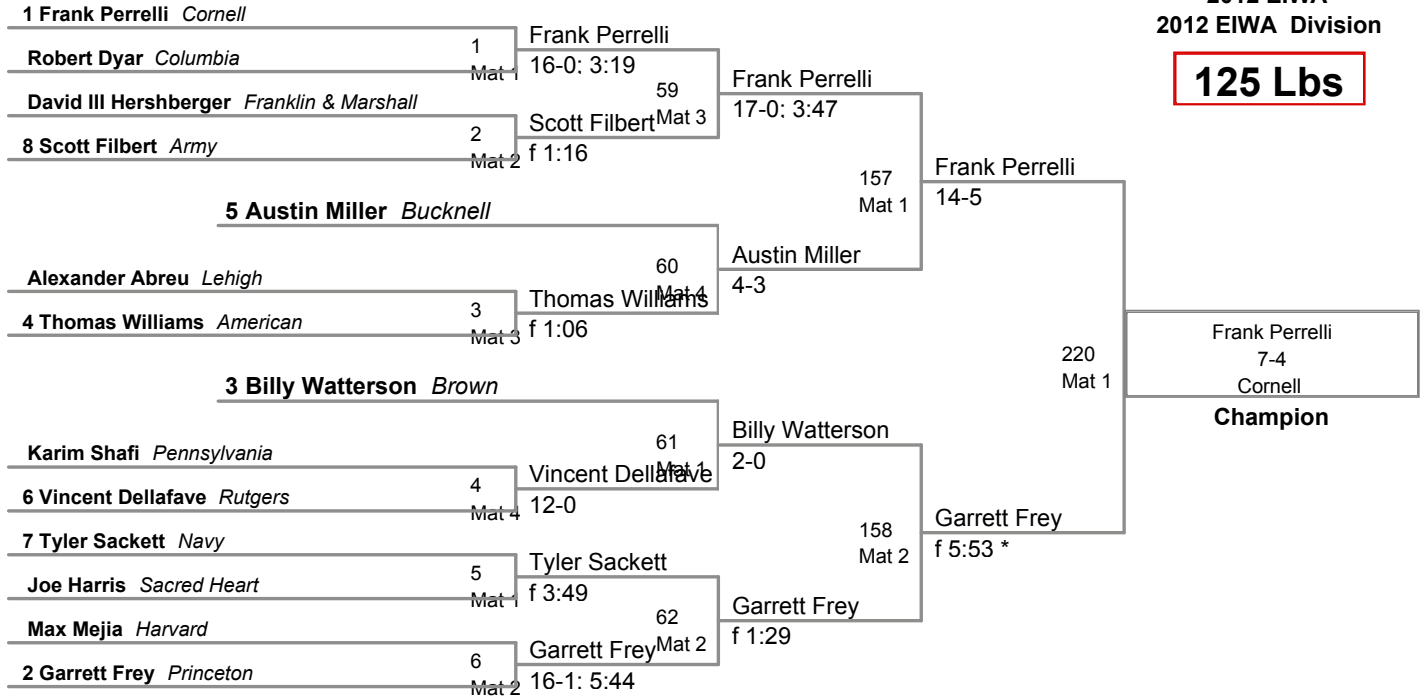 2012 EIWA
2012 EIWA Division
125 Lbs
1 Frank Perrelli Cornell
Robert Dyar Columbia
David III Hershberger Franklin & Marshall
8 Scott Filbert Army
5 Austin Miller Bucknell
Alexander Abreu Lehigh
4 Thomas Williams American
3 Billy Watterson Brown
Karim Shafi Pennsylvania
6 Vincent Dellafave Rutgers
7 Tyler Sackett Navy
Joe Harris Sacred Heart
Max Mejia Harvard
2 Garrett Frey Princeton
1
Mat 1
2
Mat 2
3
Mat 3
4
Mat 4
5
Mat 1
6
Mat 2
Frank Perrelli
16-0; 3:19
Scott Filbert
f 1:16
Thomas Williams
f 1:06
Vincent Dellafave
12-0
Tyler Sackett
f 3:49
Garrett Frey
16-1; 5:44
59
Mat 3
60
Mat 4
61
Mat 1
62
Mat 2
Frank Perrelli
17-0; 3:47
Austin Miller
4-3
Billy Watterson
2-0
Garrett Frey
f 1:29
157
Mat 1
158
Mat 2
Frank Perrelli
14-5
Garrett Frey
f 5:53 *
220
Mat 1
Frank Perrelli
7-4
Cornell
Champion